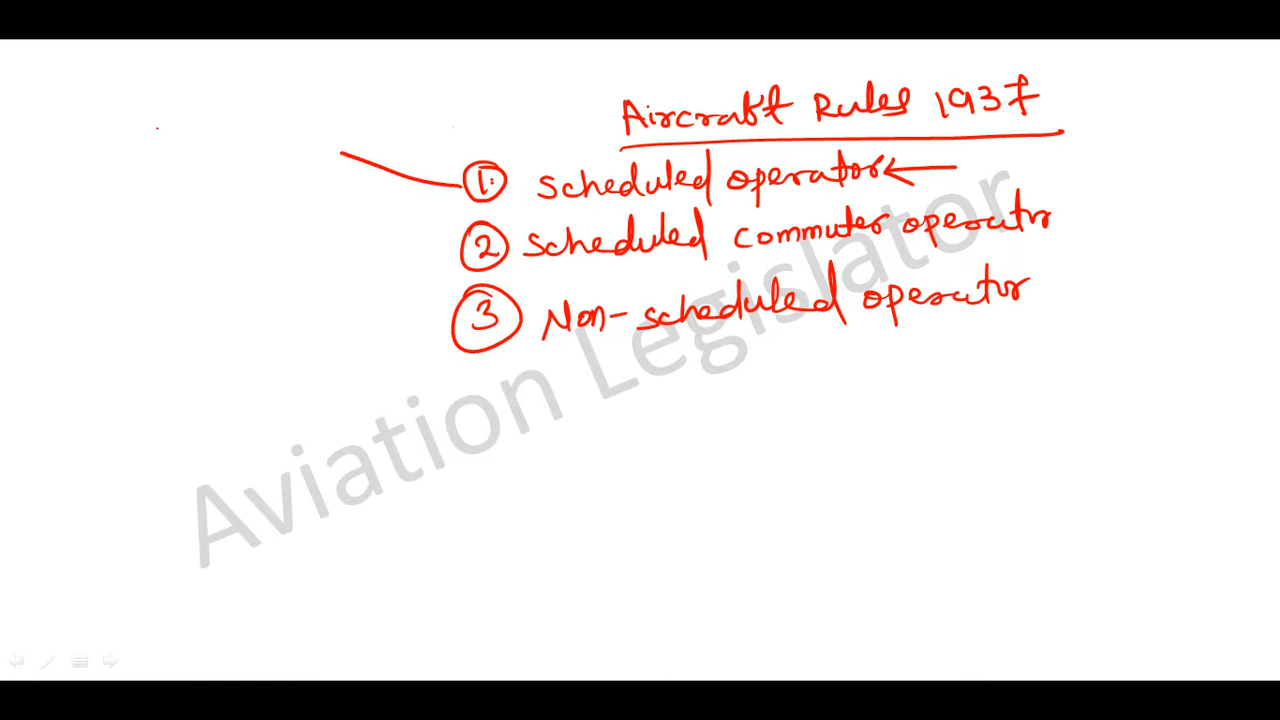 Aircraft Rules 1937
1. Scheduled operator
2 Scheduled commuter operator
3 Non-scheduled operator
Aviation Legislator